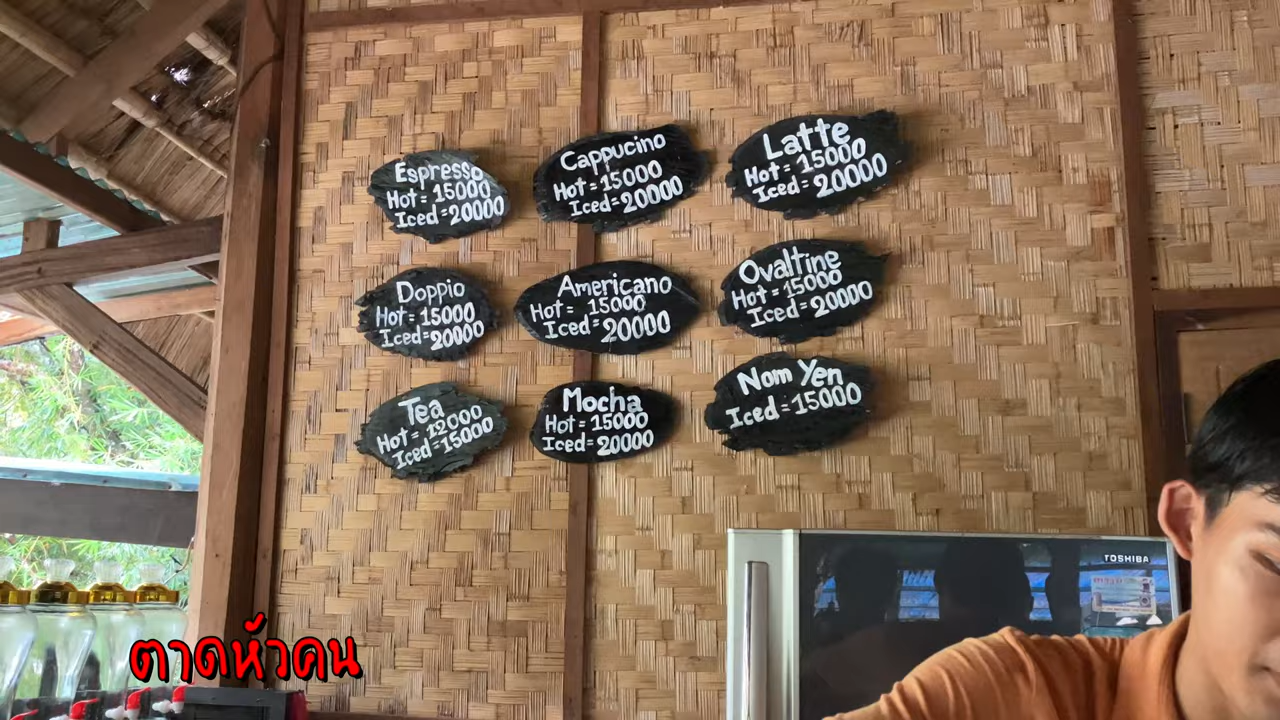 Espresso
Hot = 15000
Iced = 20000
Cappucino
Hot = 15000
Iced = 20000
Latte
Hot = 15000
Iced = 20000
Doppio
Hot = 15000
Iced = 20000
Americano
Hot = 15000
Iced = 20000
Ovaltine
Hot = 15000
Iced = 20000
Tea
Hot = 12000
Iced = 15000
Mocha
Hot = 15000
Iced = 20000
Nom Yen
Iced = 15000
TOSHIBA
ตาดหัวคน